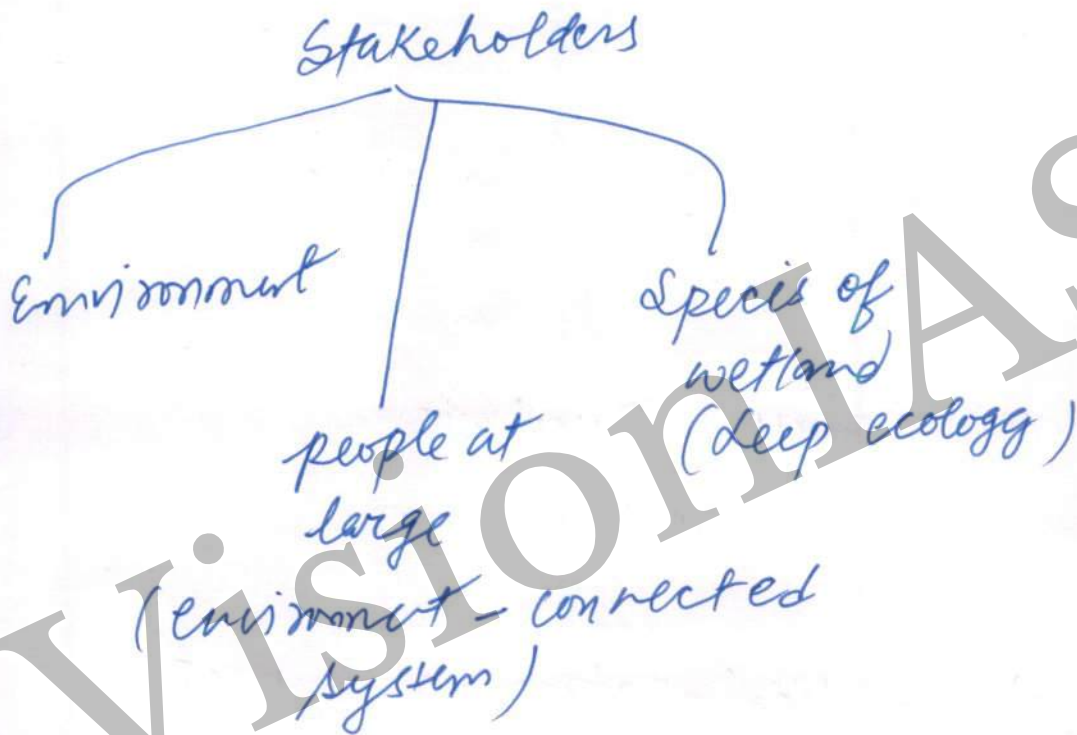 Stakeholders
Environment
people at
large
(environment - connected
system)
Species of
wetland
(deep ecology)
VisionIAS